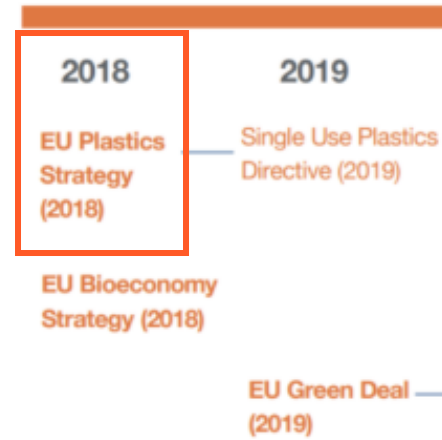 2018
2019
EU Plastics
Strategy
(2018)
Single Use Plastics
Directive (2019)
EU Bioeconomy
Strategy (2018)
EU Green Deal
(2019)